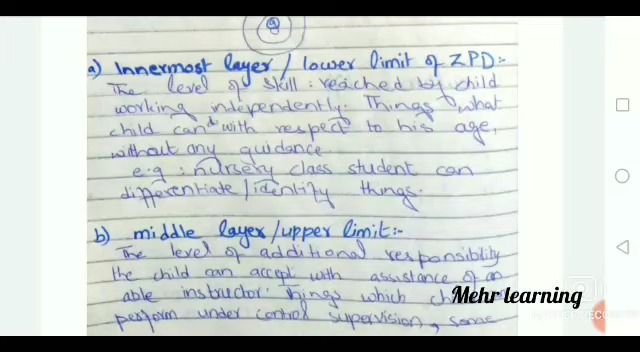 a
a) Innermost layer / lower limit of ZPD:-
The level of skill reached by child
working independently. Things what
child can do with respect to his age,
without any guidance
e.g: nursery class student can
differentiate/identify things.
b) middle layer/upper limit:-
The level of additional responsiblity
the child can accept with assistance of an
able instructor. Things which
perform under control supervision, some
Mehr learning